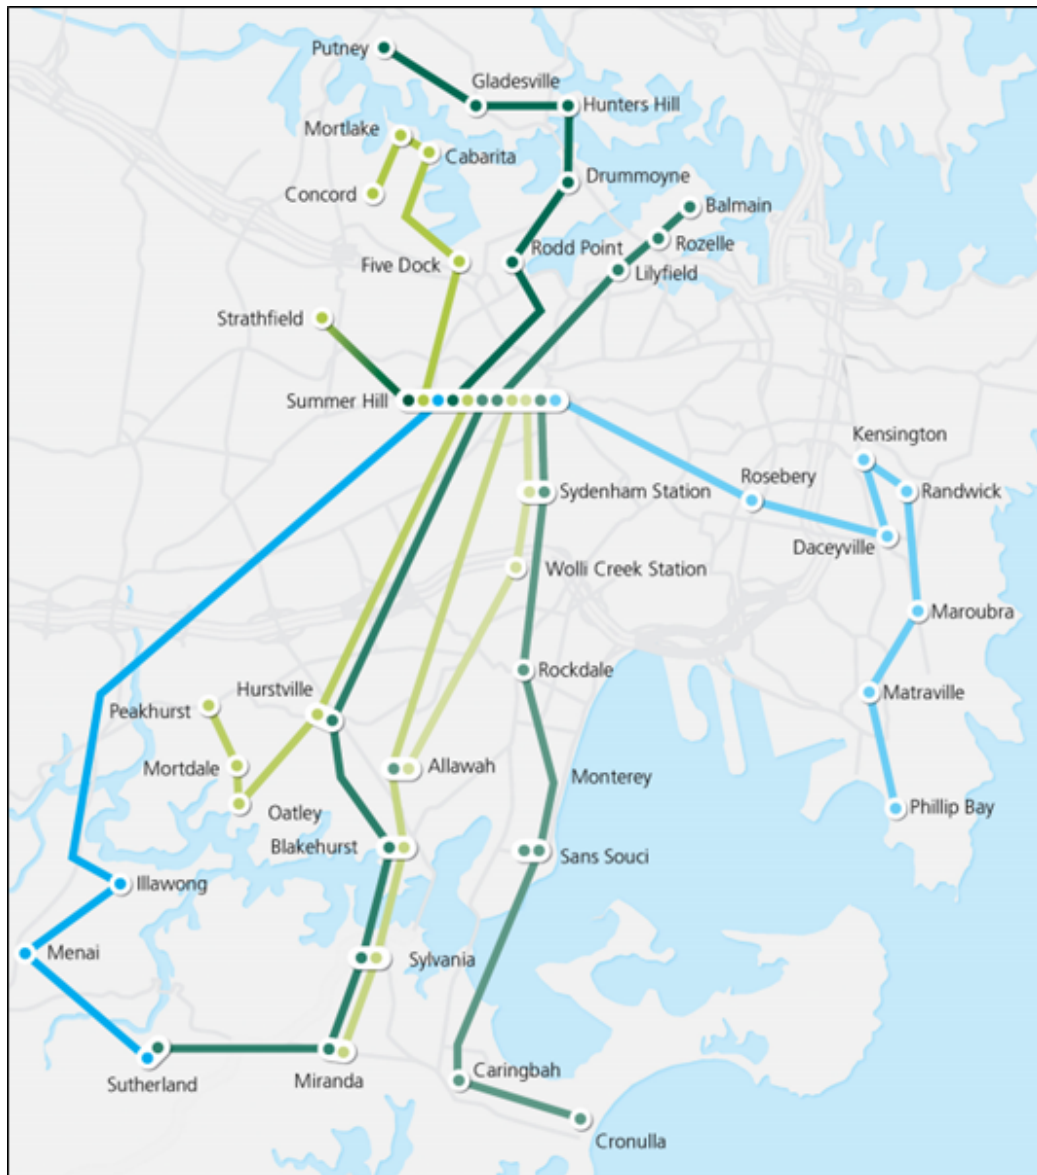 Putney
Gladesville
Hunters Hill
Mortlake
Cabarita
Drummoyne
Concord
Balmain
Rozelle
Rodd Point
Five Dock
Lilyfield
Strathfield
Summer Hill
Kensington
Rosebery
Sydenham Station
Randwick
Daceyville
Wolli Creek Station
Maroubra
Rockdale
Hurstville
Matraville
Peakhurst
Mortdale
Allawah
Monterey
Oatley
Phillip Bay
Blakehurst
Sans Souci
Illawong
Menai
Sylvania
Sutherland
Miranda
Caringbah
Cronulla